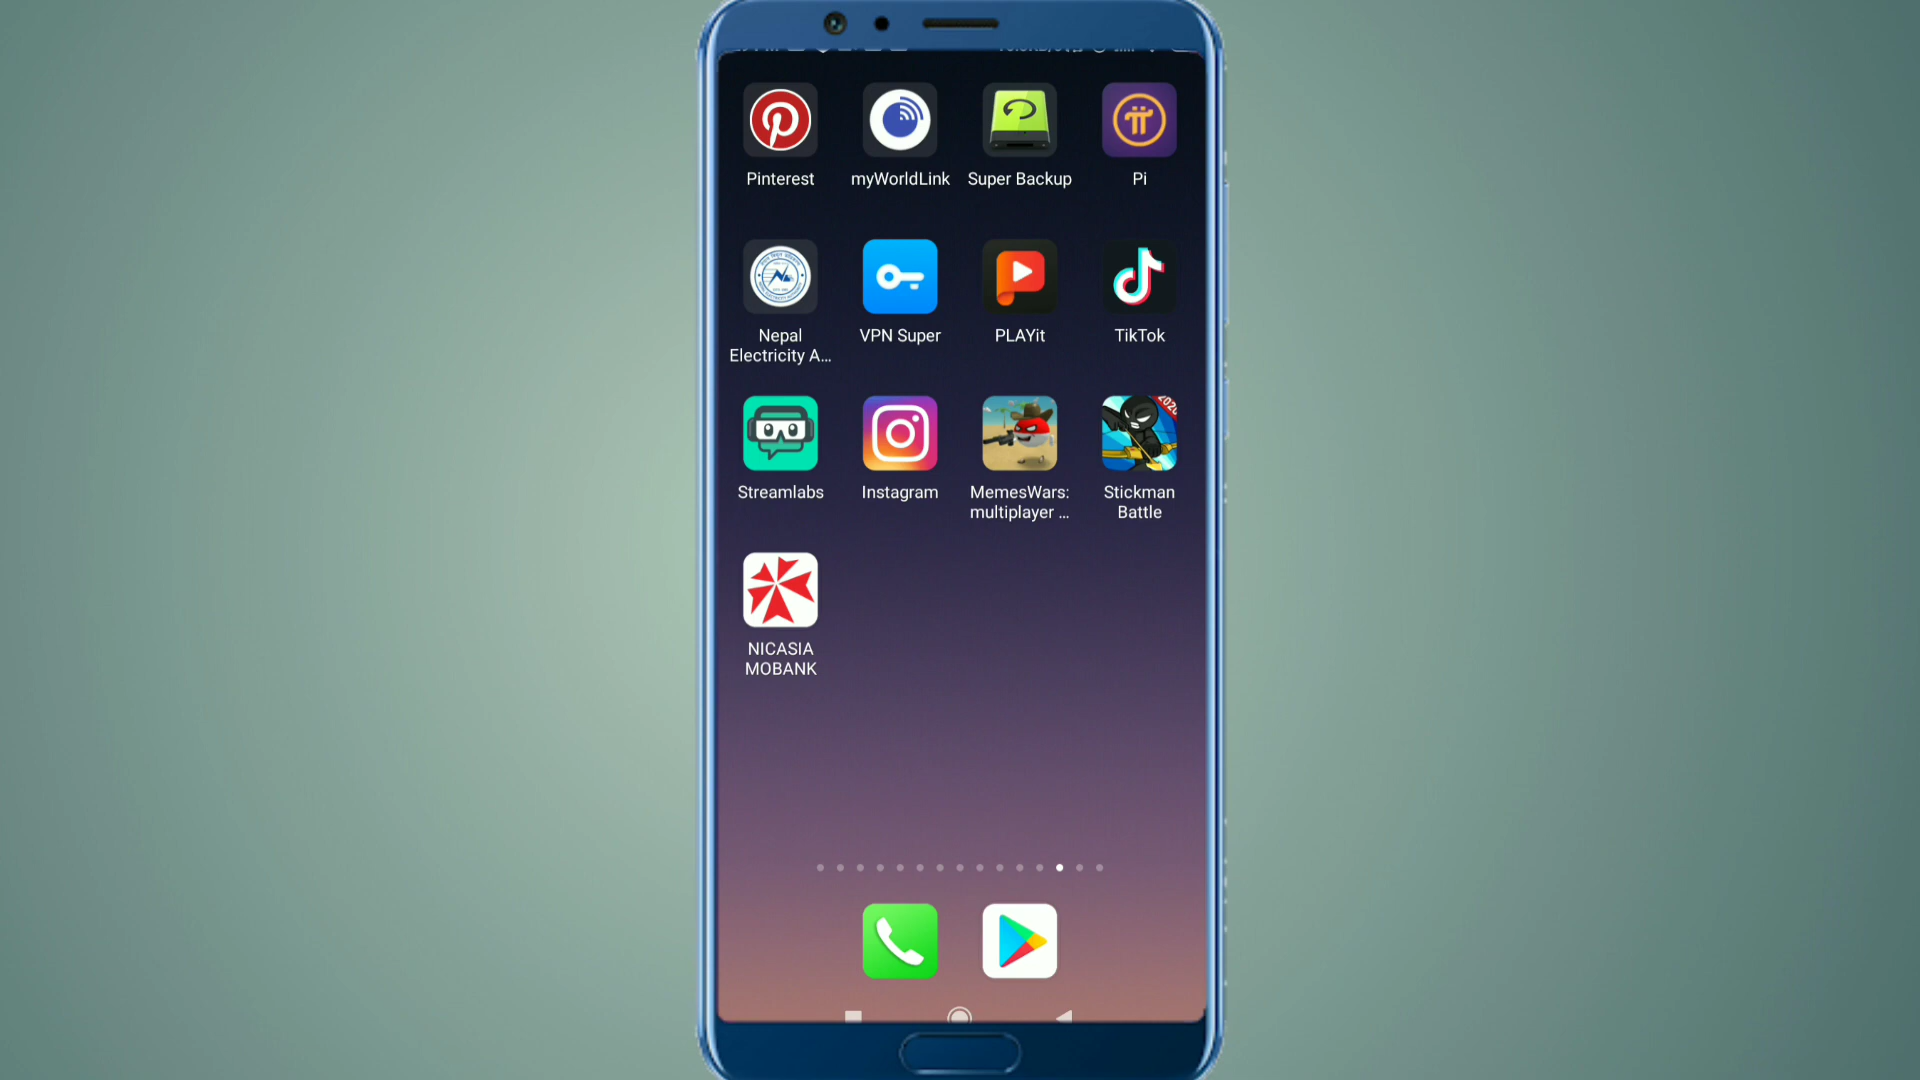 Pinterest
myWorldLink
Super Backup
Pi
Nepal
Electricity A...
VPN Super
PLAYit
TikTok
Streamlabs
Instagram
MemesWars:
multiplayer ...
2020
Stickman
Battle
NICASIA
MOBANK